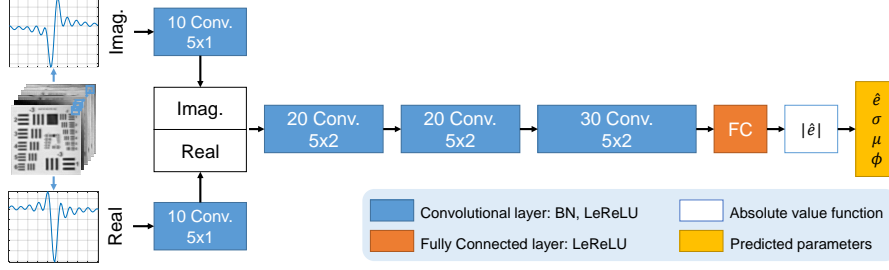 Imag.
10 Conv.
5x1
Imag.
Real
20 Conv.
5x2
20 Conv.
5x2
30 Conv.
5x2
FC
|ê|
ê
σ
μ
ϕ
Real
10 Conv.
5x1
Convolutional layer: BN, LeReLU
Absolute value function
Fully Connected layer: LeReLU
Predicted parameters